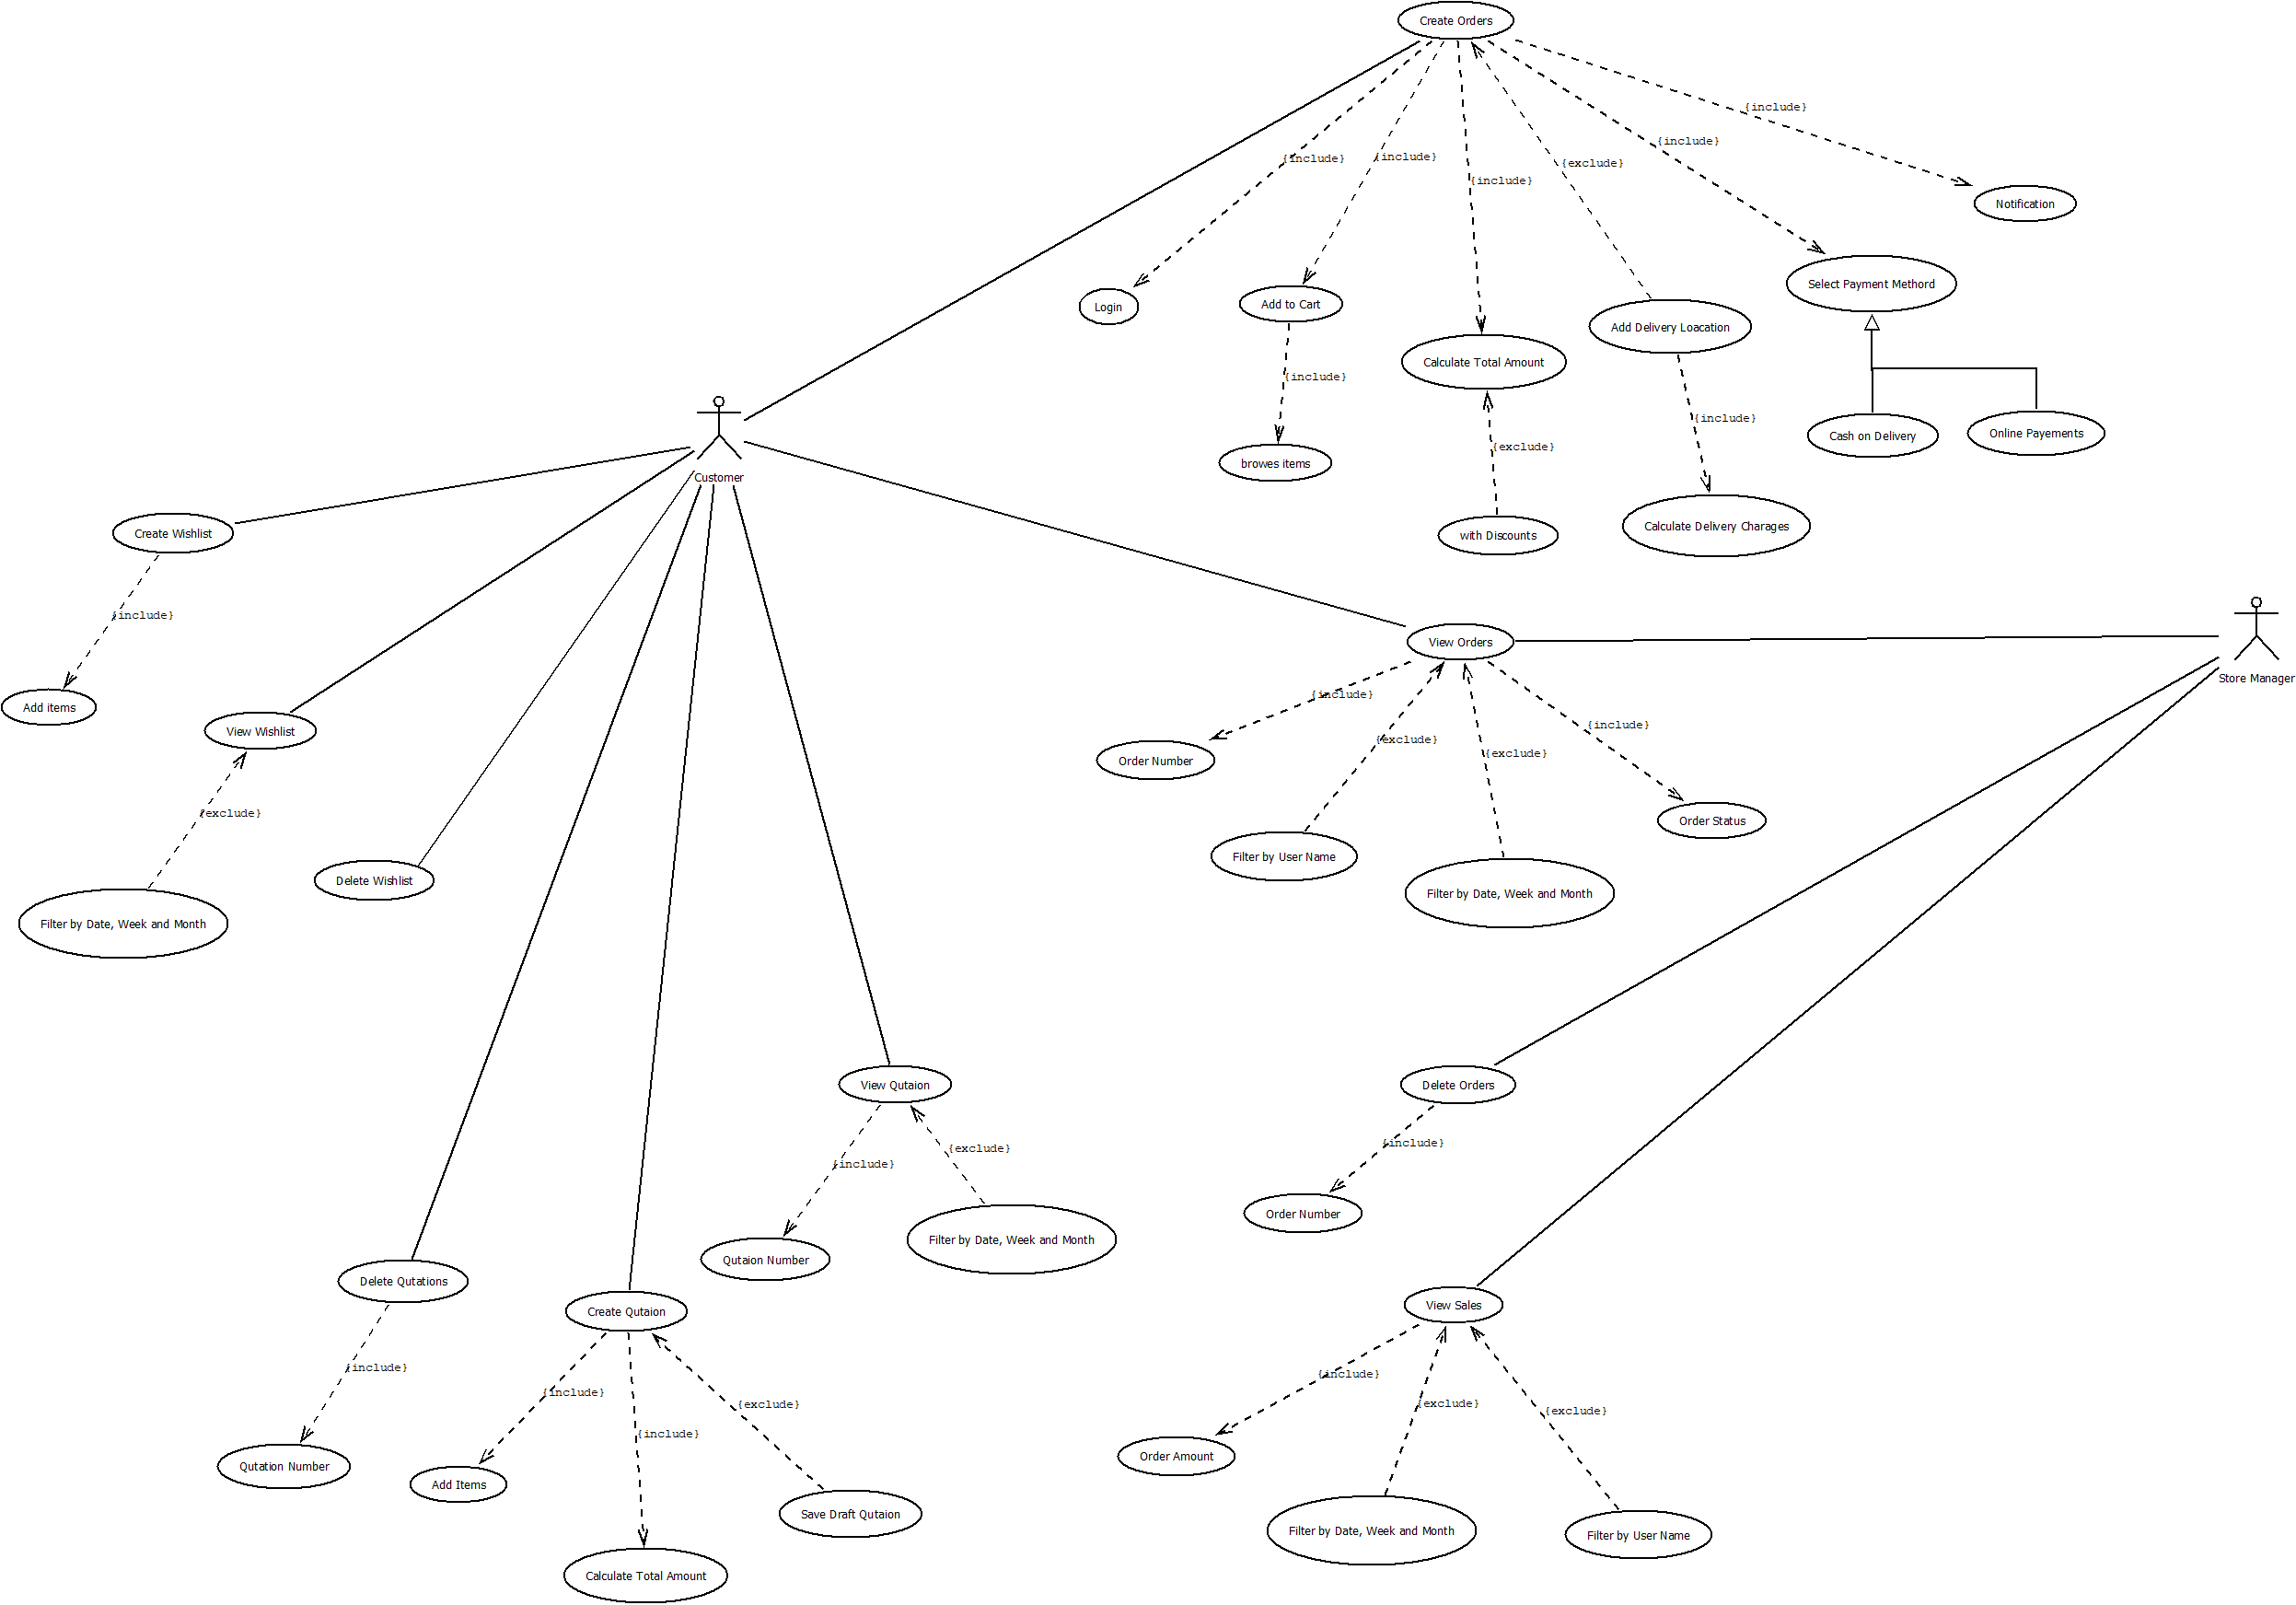 Create Orders
{include}
{include}
{include}
{include}
{exclude}
{include}
Notification
Select Payment Methord
Login
Add to Cart
Add Delivery Loacation
Calculate Total Amount
{include}
{include}
Cash on Delivery
Online Payements
{exclude}
browes items
Customer
with Discounts
Calculate Delivery Charages
Create Wishlist
{include}
View Orders
Store Manager
Add items
View Wishlist
{include}
{exclude}
{exclude}
{include}
Order Number
{exclude}
Order Status
Filter by User Name
Delete Wishlist
Filter by Date, Week and Month
Filter by Date, Week and Month
View Qutaion
Delete Orders
{exclude}
{include}
{include}
Order Number
Filter by Date, Week and Month
Qutaion Number
Delete Qutations
Create Qutaion
View Sales
{include}
{include}
{include}
{exclude}
{include}
{exclude}
{exclude}
Order Amount
Qutation Number
Add Items
Save Draft Qutaion
Filter by Date, Week and Month
Filter by User Name
Calculate Total Amount